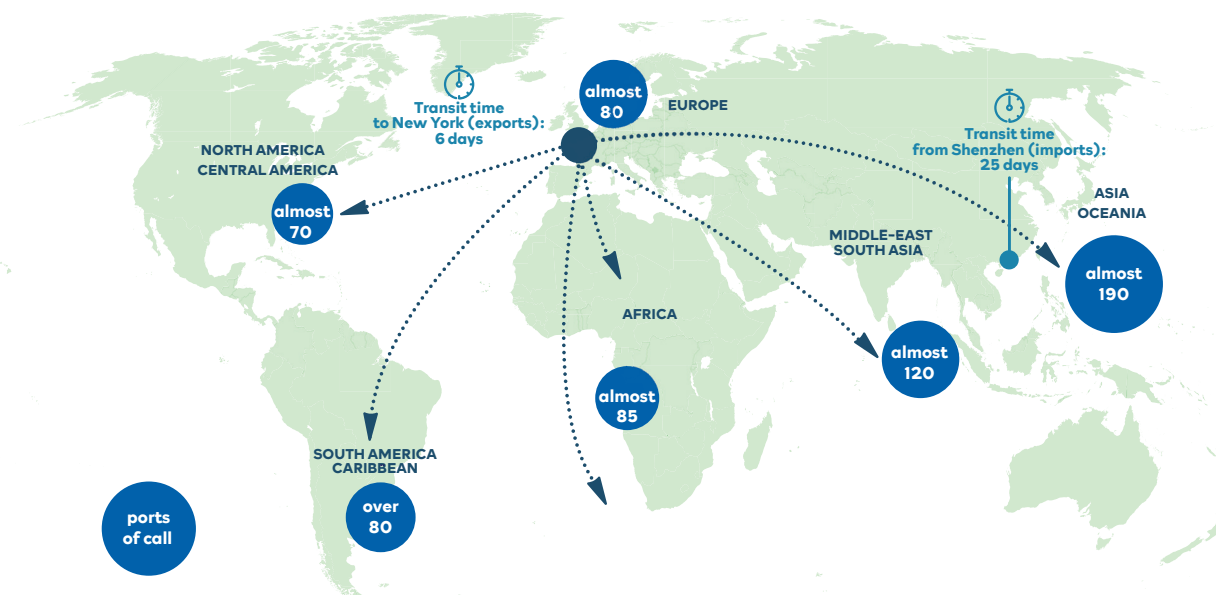 almost
80
EUROPE
Transit time
to New York (exports):
6 days
Transit time
from Shenzhen (imports):
25 days
NORTH AMERICA
CENTRAL AMERICA
almost
70
ASIA
OCEANIA
almost
190
MIDDLE-EAST
SOUTH ASIA
almost
120
AFRICA
almost
85
SOUTH AMERICA
CARIBBEAN
over
80
ports
of call